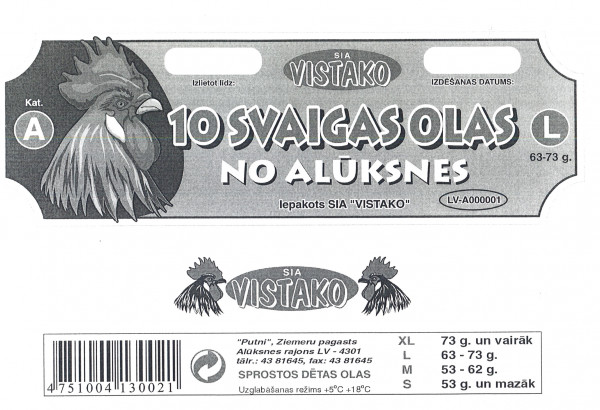 SIA
VISTAKO
Izlietot līdz:
IZDĒŠANAS DATUMS:
Kat.
A
10 SVAIGAS OLAS
L
63-73 g.
NO ALŪKSNES
Iepakots SIA "VISTAKO"
LV-A000001
SIA
VISTAKO
4 751004 130021
"Putni", Ziemeru pagasts
Alūksnes rajons LV - 4301
tālr.: 43 81645, fax: 43 81645
SPROSTOS DĒTAS OLAS
Uzglabāšanas režīms +5°C +18°C
XL 73 g. un vairāk
L 63 - 73 g.
M 53 - 62 g.
S 53 g. un mazāk